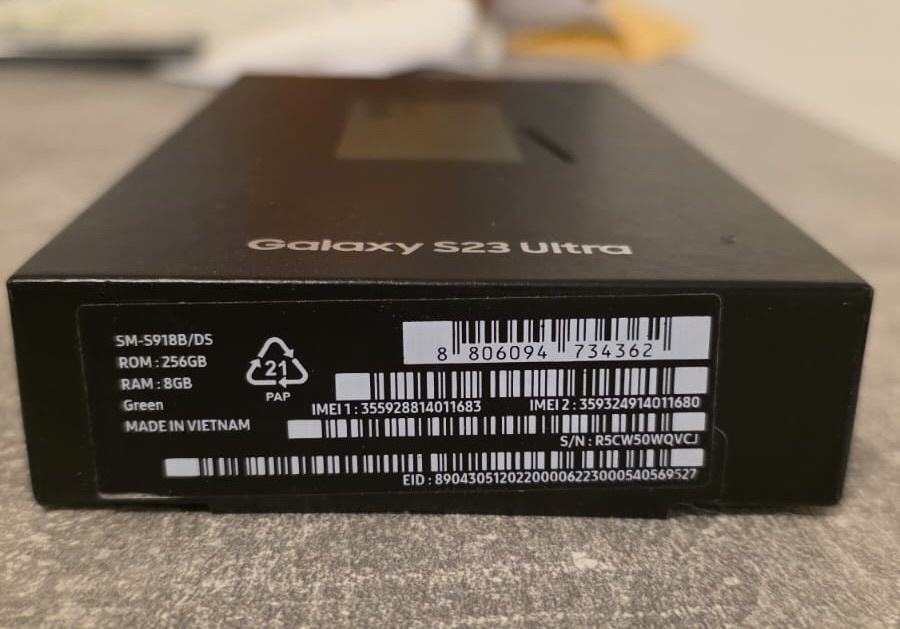 Galaxy S23 Ultra
SM-S918B/DS
ROM : 256GB
RAM : 8GB
Green
MADE IN VIETNAM
21
PAP
8 806094 734362
IMEI 1 : 355928814011683
IMEI 2 : 359324914011680
S/N : R5CW50WQVCJ
EID : 89043051202200006223000540569527